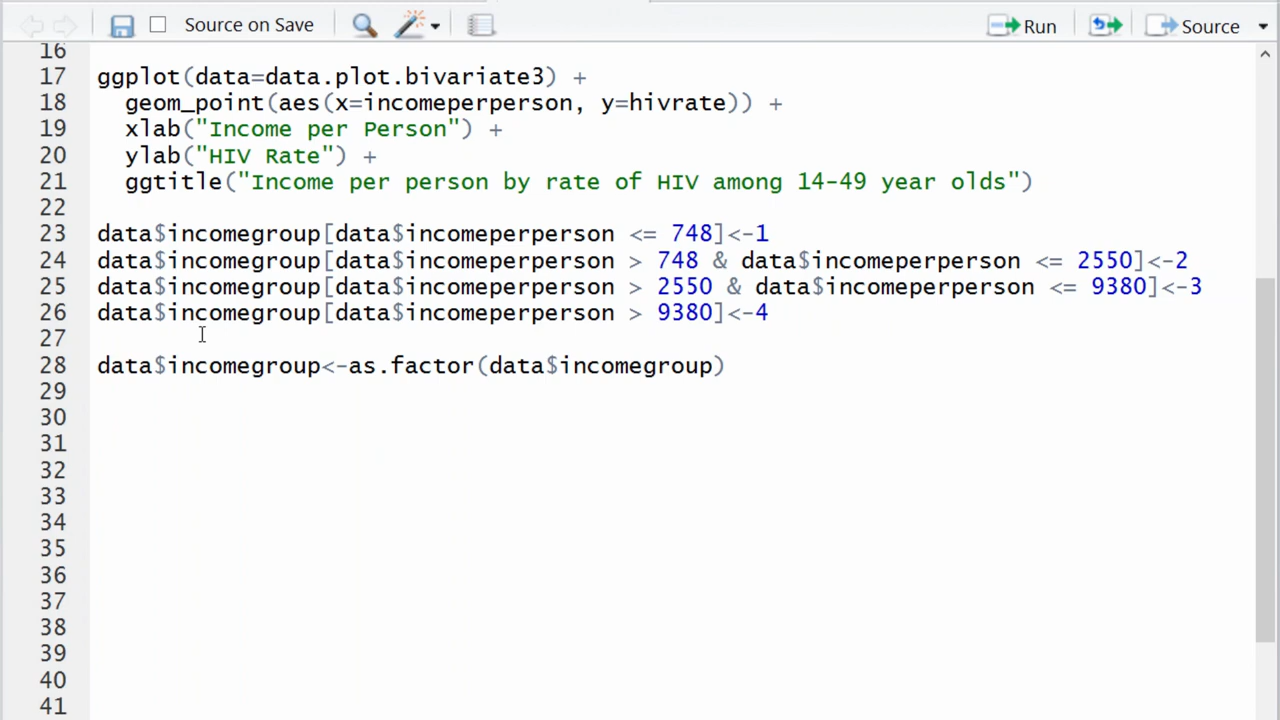 Source on Save
Run
Source
16
17 ggplot(data=data.plot.bivariate3) +
18 geom_point(aes(x=incomeperperson, y=hivrate)) +
19 xlab("Income per Person") +
20 ylab("HIV Rate") +
21 ggtitle("Income per person by rate of HIV among 14-49 year olds")
22
23 data$incomegroup[data$incomeperperson <= 748]<-1
24 data$incomegroup[data$incomeperperson > 748 & data$incomeperperson <= 2550]<-2
25 data$incomegroup[data$incomeperperson > 2550 & data$incomeperperson <= 9380]<-3
26 data$incomegroup[data$incomeperperson > 9380]<-4
27
28 data$incomegroup<-as.factor(data$incomegroup)
29
30
31
32
33
34
35
36
37
38
39
40
41